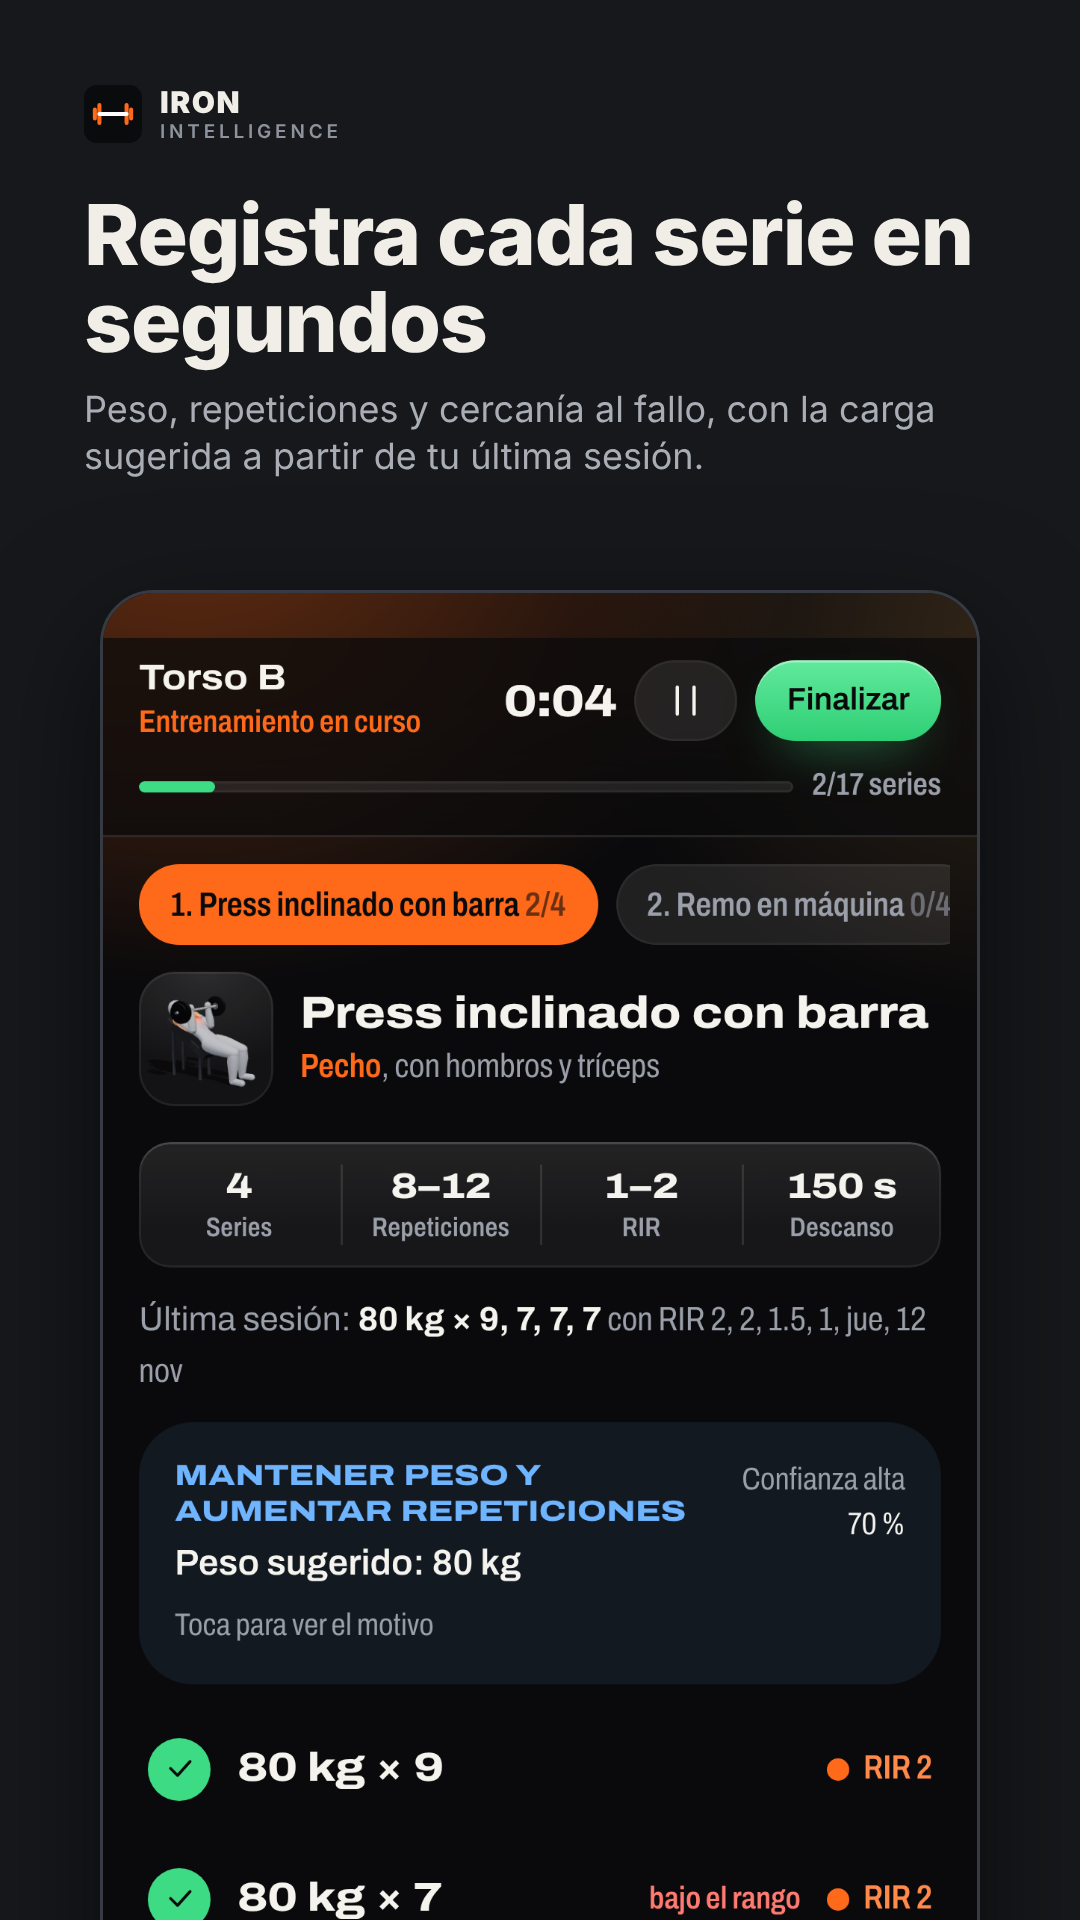 IRON
INTELLIGENCE
Registra cada serie en
segundos
Peso, repeticiones y cercanía al fallo, con la carga
sugerida a partir de tu última sesión.
Torso B
Entrenamiento en curso
0:04
Finalizar
2/17 series
1. Press inclinado con barra 2/4
2. Remo en máquina 0/4
Press inclinado con barra
Pecho, con hombros y tríceps
4
Series
8–12
Repeticiones
1–2
RIR
150 s
Descanso
Última sesión: 80 kg × 9, 7, 7, 7 con RIR 2, 2, 1.5, 1, jue, 12
nov
MANTENER PESO Y
AUMENTAR REPETICIONES
Confianza alta
70 %
Peso sugerido: 80 kg
Toca para ver el motivo
80 kg × 9
RIR 2
80 kg × 7
bajo el rango
RIR 2